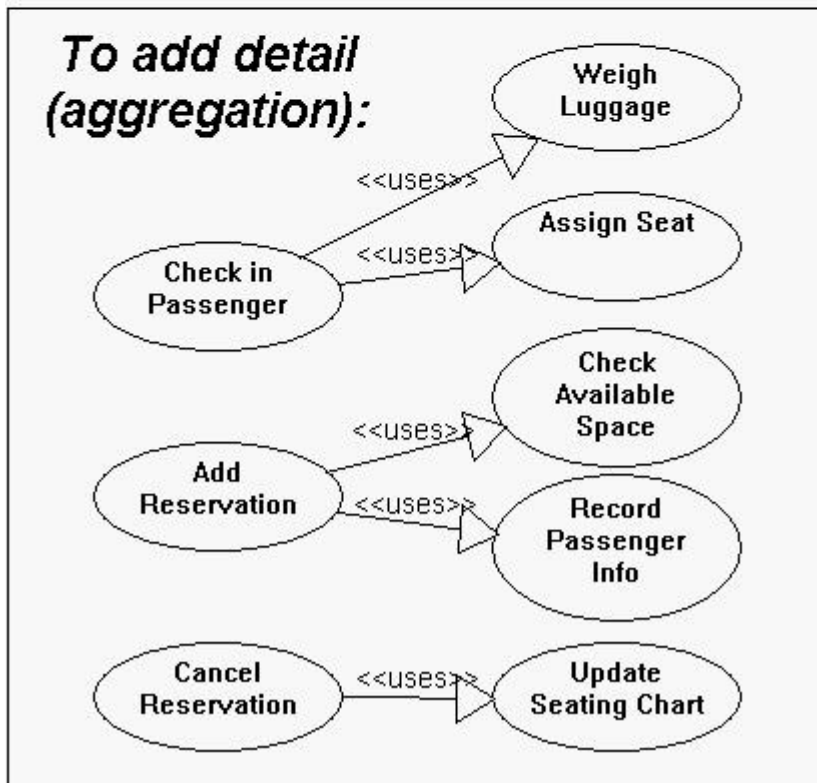 To add detail
(aggregation):
Weigh
Luggage
<<uses>>
Assign Seat
<<uses>>
Check in
Passenger
Check
Available
Space
<<uses>>
Add
Reservation
<<uses>>
Record
Passenger
Info
Cancel
Reservation
<<uses>>
Update
Seating Chart